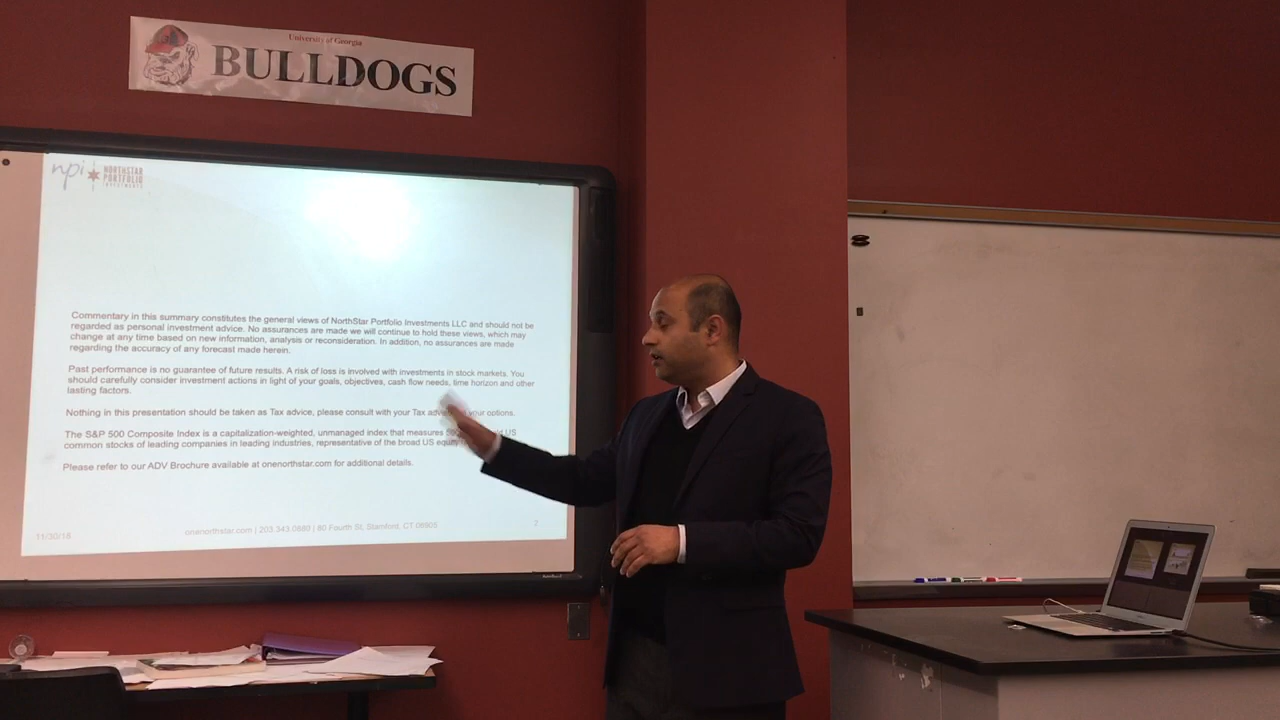 University of Georgia
BULLDOGS
npi NORTHSTAR
PORTFOLIO
INVESTMENTS
Commentary in this summary constitutes the general views of NorthStar Portfolio Investments LLC and should not be
regarded as personal investment advice. No assurances are made we will continue to hold these views, which may
change at any time based on new information, analysis or reconsideration. In addition, no assurances are made
regarding the accuracy of any forecast made herein.
Past performance is no guarantee of future results. A risk of loss is involved with investments in stock markets. You
should carefully consider investment actions in light of your goals, objectives, cash flow needs, time horizon and other
lasting factors.
Nothing in this presentation should be taken as Tax advice, please consult with your Tax your options.
The S&P 500 Composite Index is a capitalization-weighted, unmanaged index that measures US
common stocks of leading companies in leading industries, representative of the broad US equity
Please refer to our ADV Brochure available at onenorthstar.com for additional details.
11/30/18
onenorthstar.com | 203.343.0880 | 80 Fourth St, Stamford, CT 06905
7